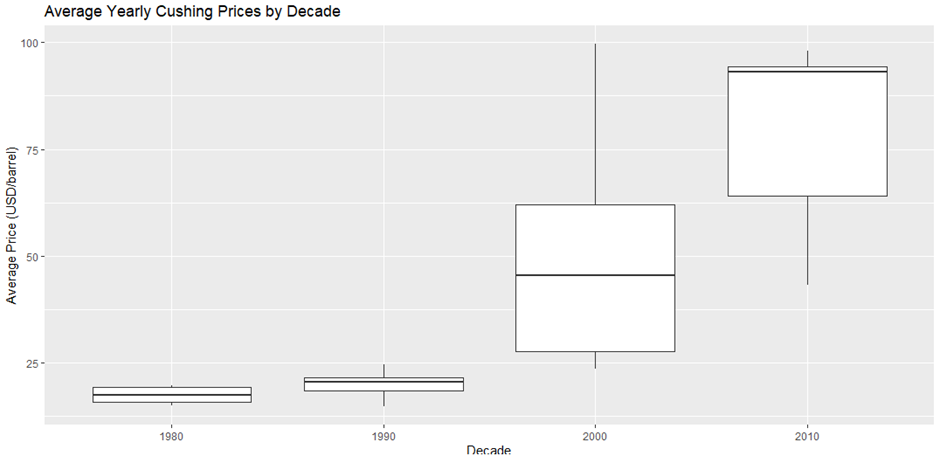 Average Yearly Cushing Prices by Decade
Average Price (USD/barrel)
100
75
50
25
1980 1990 2000 2010
Decade